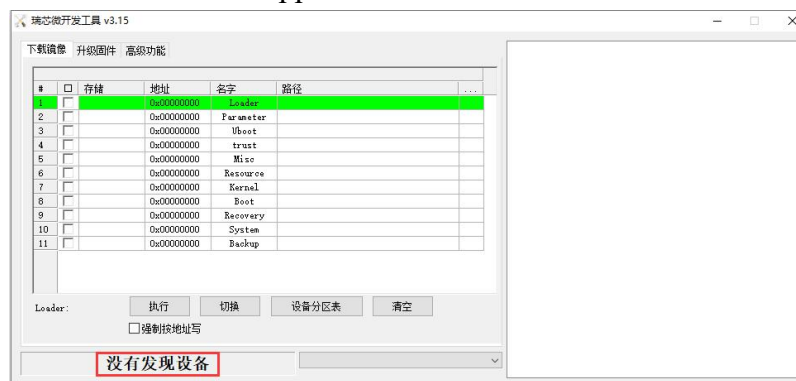 瑞芯微开发工具 v3.15
下载镜像 升级固件 高级功能
# 存储 地址 名字 路径 ...
1 0x00000000 Loader
2 0x00000000 Parameter
3 0x00000000 Uboot
4 0x00000000 trust
5 0x00000000 Misc
6 0x00000000 Resource
7 0x00000000 Kernel
8 0x00000000 Boot
9 0x00000000 Recovery
10 0x00000000 System
11 0x00000000 Backup
Loader: 执行 切换 设备分区表 清空
强制按地址写
没有发现设备